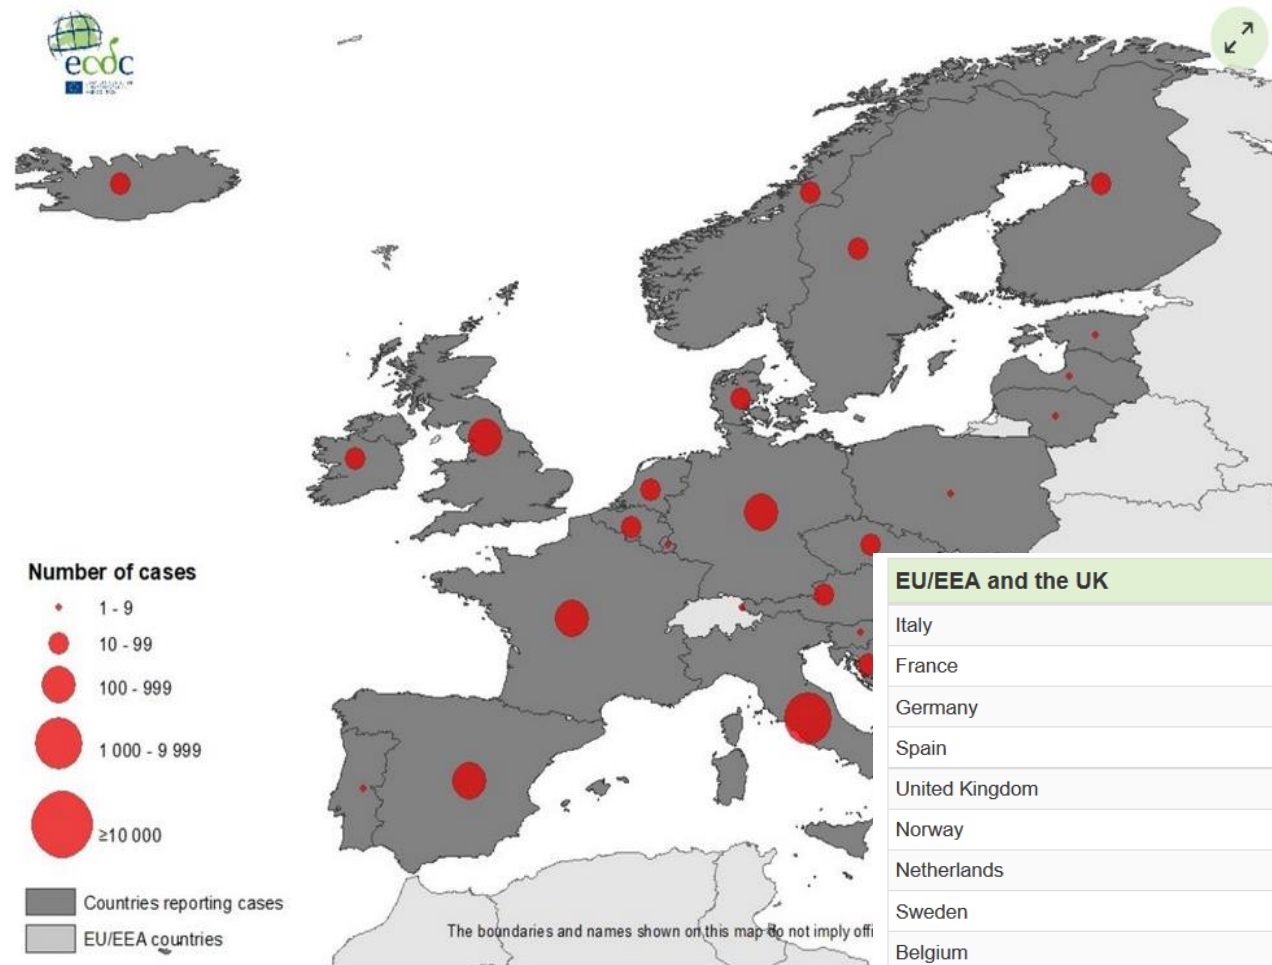 ecdc
Number of cases
1 - 9
10 - 99
100 - 999
1 000 - 9 999
≥10 000
Countries reporting cases
EU/EEA countries
The boundaries and names shown on this map do not imply offi
EU/EEA and the UK
Italy
France
Germany
Spain
United Kingdom
Norway
Netherlands
Sweden
Belgium